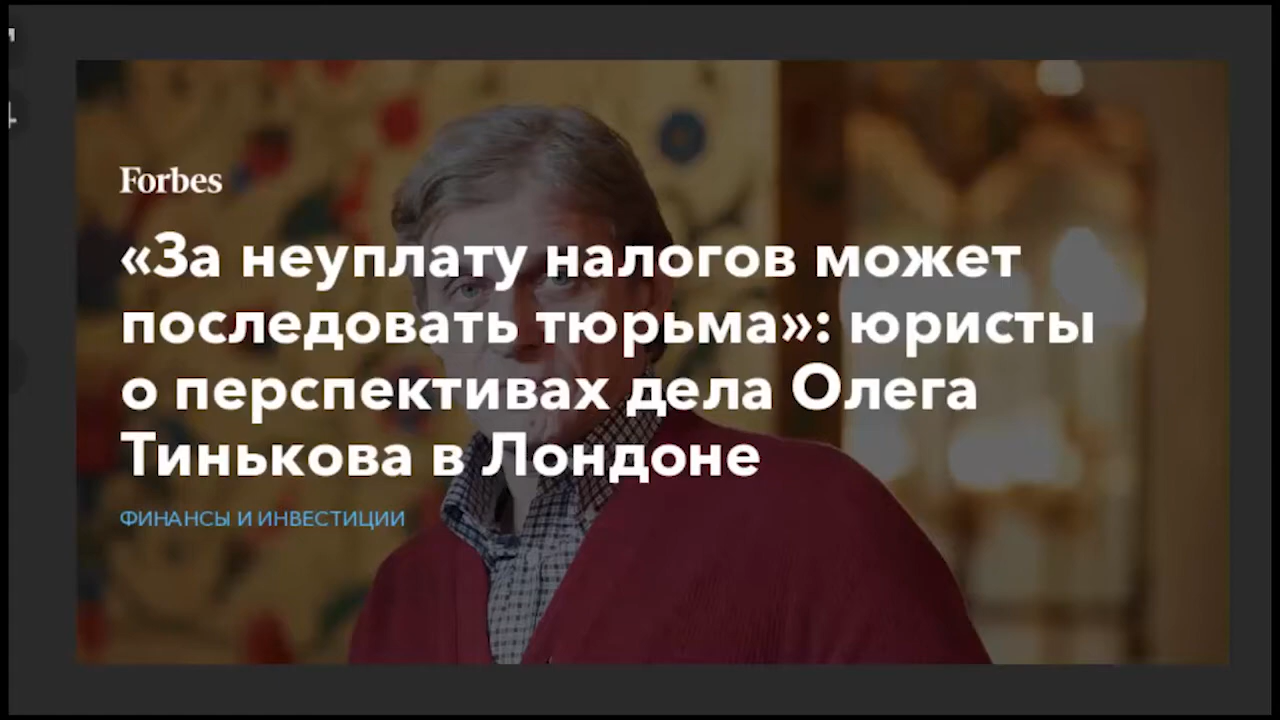 Forbes
«За неуплату налогов может
последовать тюрьма»: юристы
о перспективах дела Олега
Тинькова в Лондоне
ФИНАНСЫ И ИНВЕСТИЦИИ